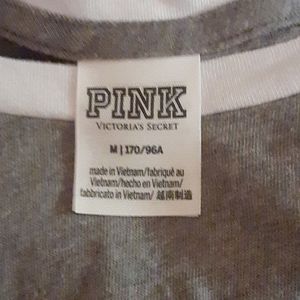 PINK
VICTORIA'S SECRET
M | 170/96A
made in Vietnam/fabriqué au
Vietnam/hecho en Vietnam/
fabbricato in Vietnam/ 越南制造